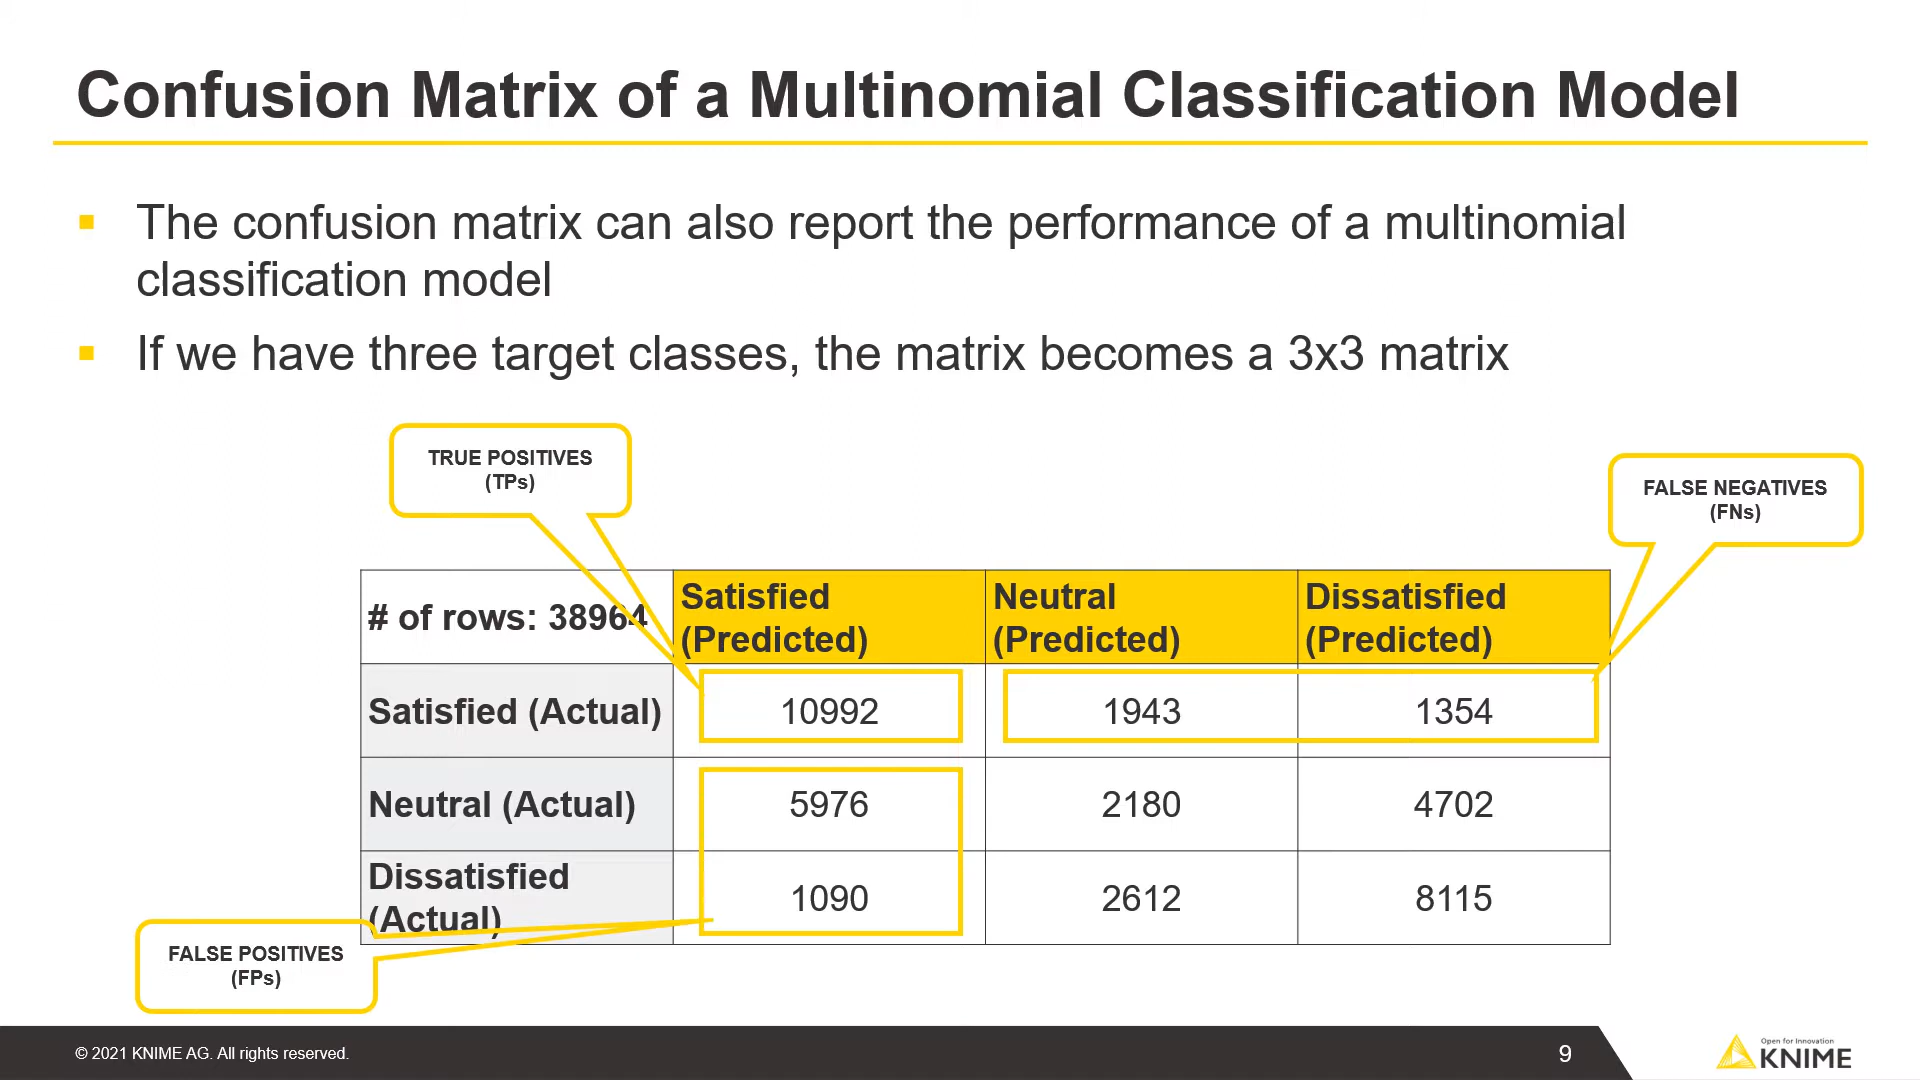 Confusion Matrix of a Multinomial Classification Model
▪ The confusion matrix can also report the performance of a multinomial
classification model
▪ If we have three target classes, the matrix becomes a 3x3 matrix
TRUE POSITIVES
(TPs)
FALSE NEGATIVES
(FNs)
# of rows: 38964
Satisfied
(Predicted)
Neutral
(Predicted)
Dissatisfied
(Predicted)
Satisfied (Actual) 10992 1943 1354
Neutral (Actual) 5976 2180 4702
Dissatisfied
(Actual)
1090 2612 8115
FALSE POSITIVES
(FPs)
© 2021 KNIME AG. All rights reserved.
9
Open for Innovation
KNIME